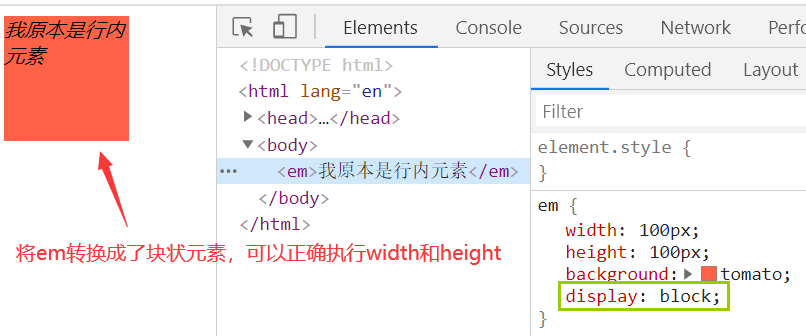 我原本是行内
元素
Elements Console Sources Network Perfo
<!DOCTYPE html>
<html lang="en">
<head>…</head>
<body>
<em>我原本是行内元素</em>
</body>
</html>
将em转换成了块状元素，可以正确执行width和height
Styles Computed Layout
Filter
element.style {
}
em {
width: 100px;
height: 100px;
background: tomato;
display: block;
}